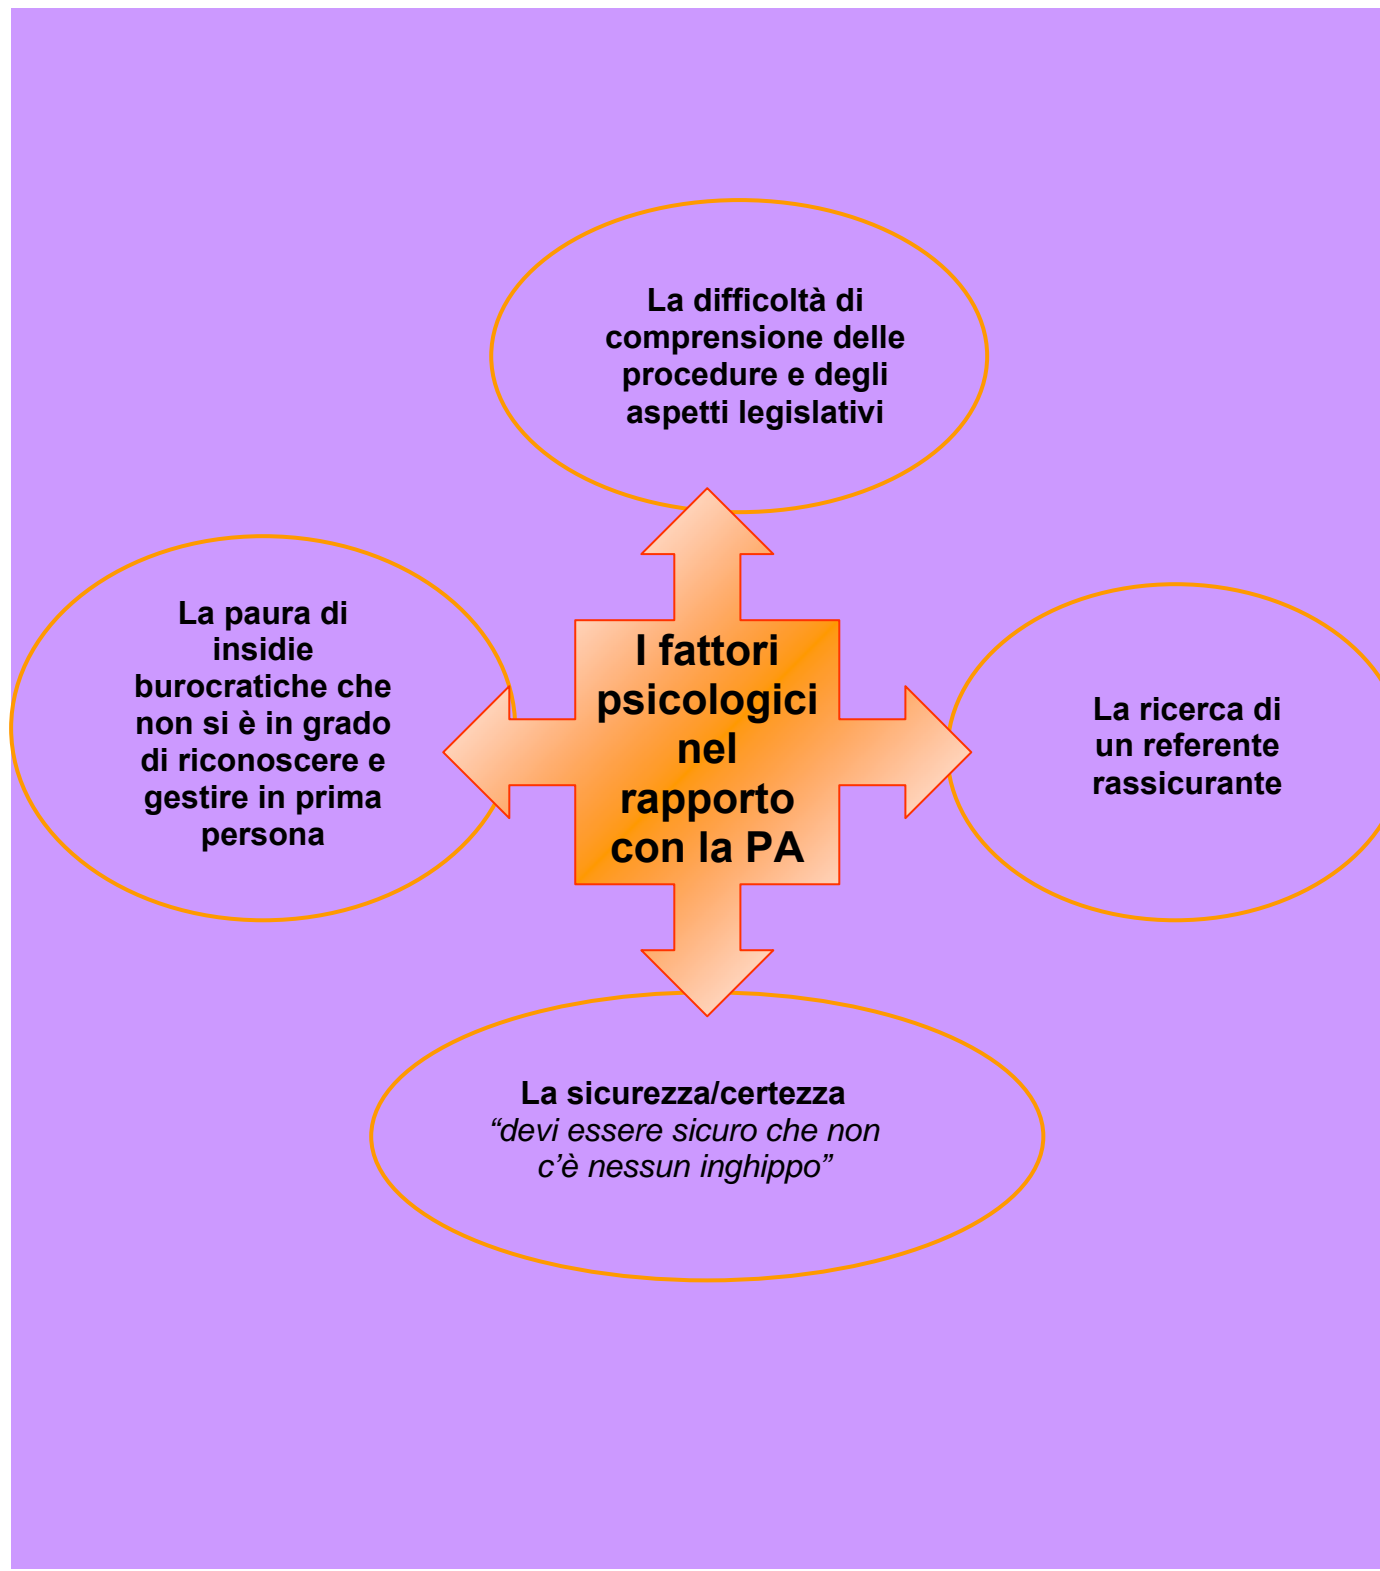 La difficoltà di
comprensione delle
procedure e degli
aspetti legislativi
La paura di
insidie
burocratiche che
non si è in grado
di riconoscere e
gestire in prima
persona
I fattori
psicologici
nel
rapporto
con la PA
La ricerca di
un referente
rassicurante
La sicurezza/certezza
“devi essere sicuro che non
c’è nessun inghippo”